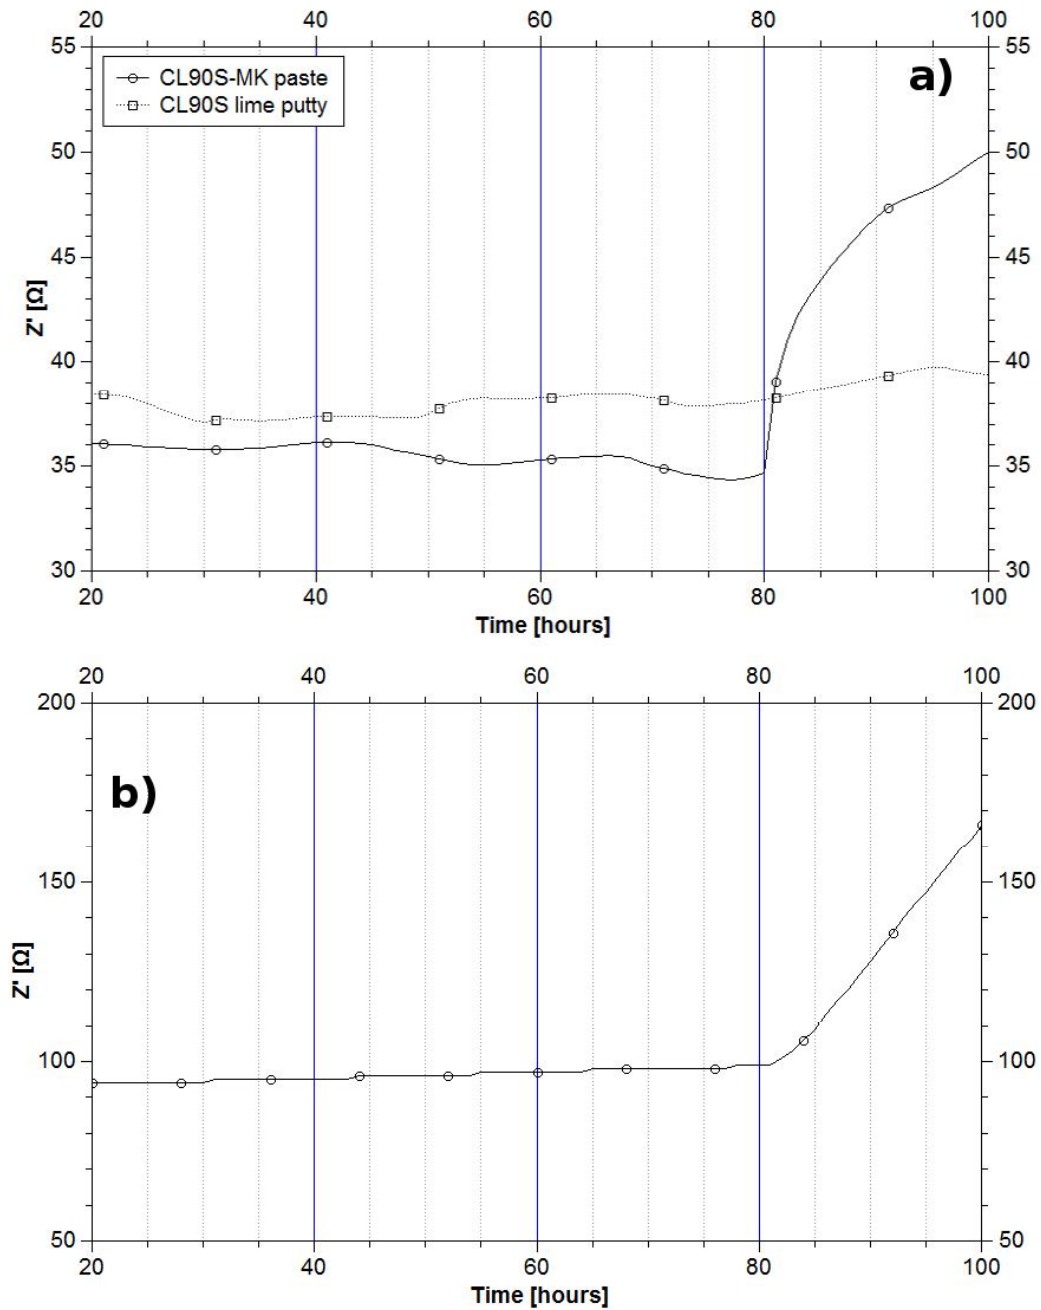 20 40 60 80 100
55 55
a)
CL90S-MK paste
CL90S lime putty
50 50
45 45
Z' [Ω]
40 40
35 35
30 30
20 40 60 80 100
Time [hours]
20 40 60 80 100
200 200
b)
150 150
Z' [Ω]
100 100
50 50
20 40 60 80 100
Time [hours]